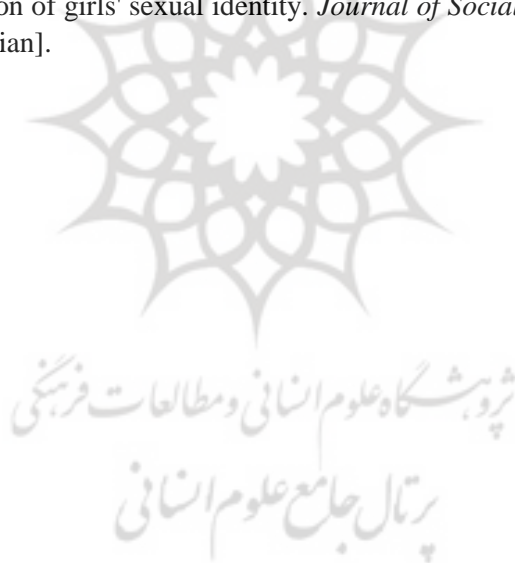 on of girls' sexual identity. Journal of Social
ian].
پژوهشگاه علوم انسانی و مطالعات فرهنگی
پرتال جامع علوم انسانی